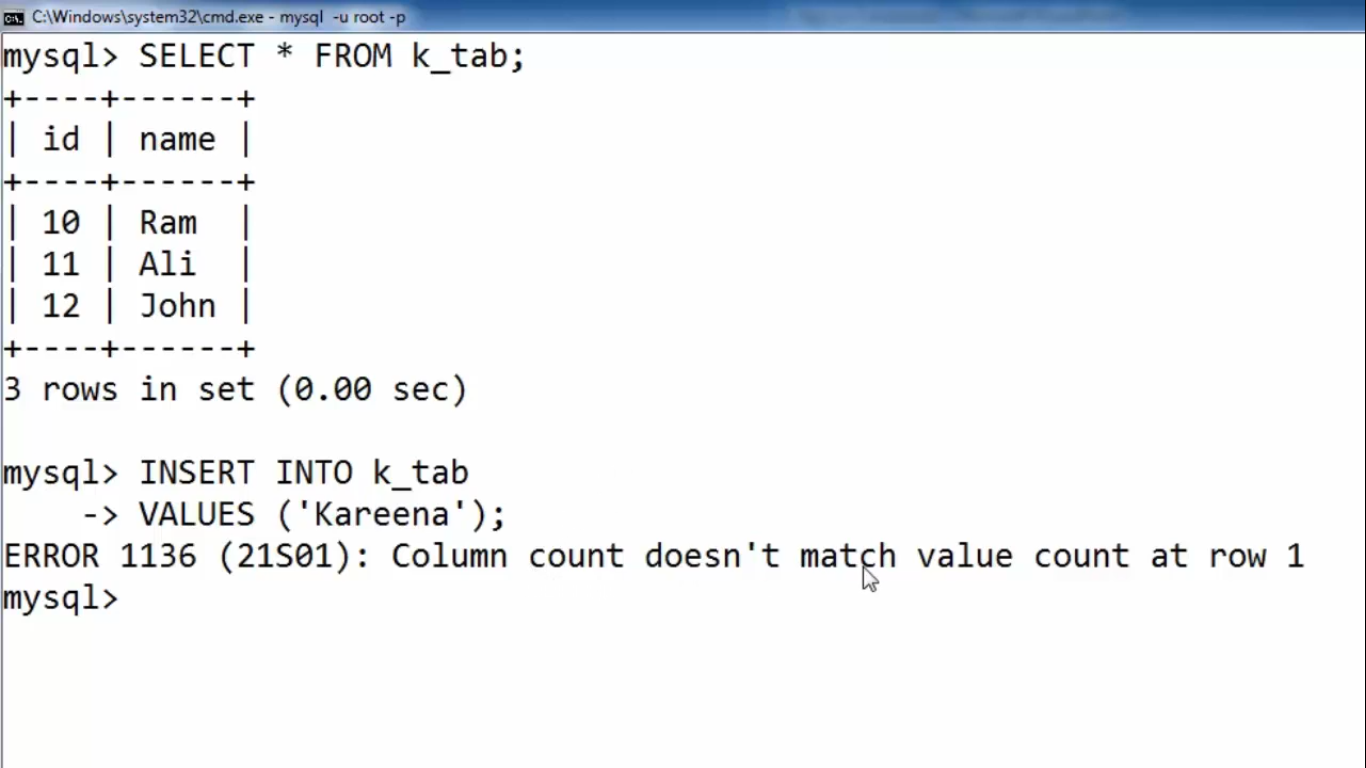 C:\Windows\system32\cmd.exe - mysql  -u root -p
mysql> SELECT * FROM k_tab;
+----+------+
| id | name |
+----+------+
| 10 | Ram  |
| 11 | Ali  |
| 12 | John |
+----+------+
3 rows in set (0.00 sec)
mysql> INSERT INTO k_tab
    -> VALUES ('Kareena');
ERROR 1136 (21S01): Column count doesn't match value count at row 1
mysql>